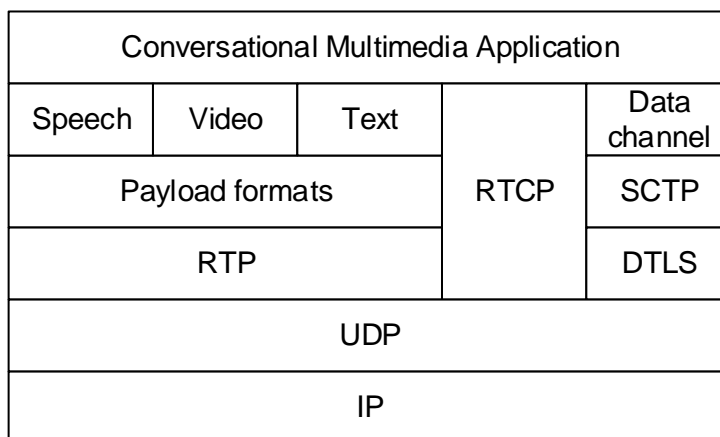 Conversational Multimedia Application
Speech
Video
Text
RTCP
Data
channel
Payload formats
SCTP
RTP
DTLS
UDP
IP